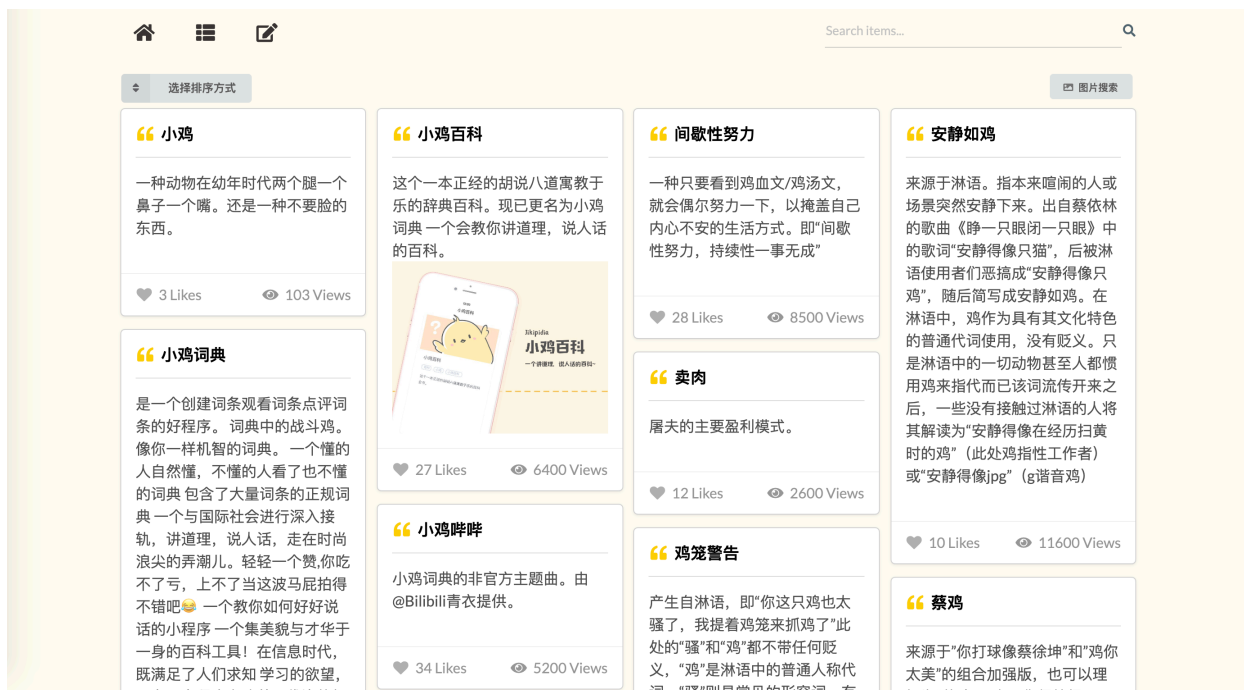 Search items...
选择排序方式
图片搜索
小鸡
一种动物在幼年时代两个腿一个
鼻子一个嘴。还是一种不要脸的
东西。
3 Likes
103 Views
小鸡词典
是一个创建词条观看词条点评词
条的好程序。 词典中的战斗鸡。
像你一样机智的词典。 一个懂的
人自然懂，不懂的人看了也不懂
的词典 包含了大量词条的正规词
典 一个与国际社会进行深入接
轨，讲道理，说人话，走在时尚
浪尖的弄潮儿。轻轻一个赞,你吃
不了亏，上不了当这波马屁拍得
不错吧😂 一个教你如何好好说
话的小程序 一个集美貌与才华于
一身的百科工具！在信息时代，
既满足了人们求知 学习的欲望，
小鸡百科
这个一本正经的胡说八道寓教于
乐的辞典百科。现已更名为小鸡
词典 一个会教你讲道理，说人话
的百科。
小鸡百科
小鸡百科
Jikipidia
小鸡百科
-一个讲道理，说人话的百科-
27 Likes
6400 Views
小鸡哔哔
小鸡词典的非官方主题曲。由
@Bilibili青衣提供。
34 Likes
5200 Views
间歇性努力
一种只要看到鸡血文/鸡汤文，
就会偶尔努力一下，以掩盖自己
内心不安的生活方式。即“间歇
性努力，持续性一事无成”
28 Likes
8500 Views
卖肉
屠夫的主要盈利模式。
12 Likes
2600 Views
鸡笼警告
产生自淋语，即“你这只鸡也太
骚了，我提着鸡笼来抓鸡了”此
处的“骚”和“鸡”都不带任何贬
义，“鸡”是淋语中的普通人称代
安静如鸡
来源于淋语。指本来喧闹的人或
场景突然安静下来。出自蔡依林
的歌曲《睁一只眼闭一只眼》中
的歌词“安静得像只猫”，后被淋
语使用者们恶搞成“安静得像只
鸡”，随后简写成安静如鸡。在
淋语中，鸡作为具有其文化特色
的普通代词使用，没有贬义。只
是淋语中的一切动物甚至人都惯
用鸡来指代而已该词流传开来之
后，一些没有接触过淋语的人将
其解读为“安静得像在经历扫黄
时的鸡”（此处鸡指性工作者）
或“安静得像jpg”（g谐音鸡）
10 Likes
11600 Views
蔡鸡
来源于”你打球像蔡徐坤”和”鸡你
太美”的组合加强版，也可以理